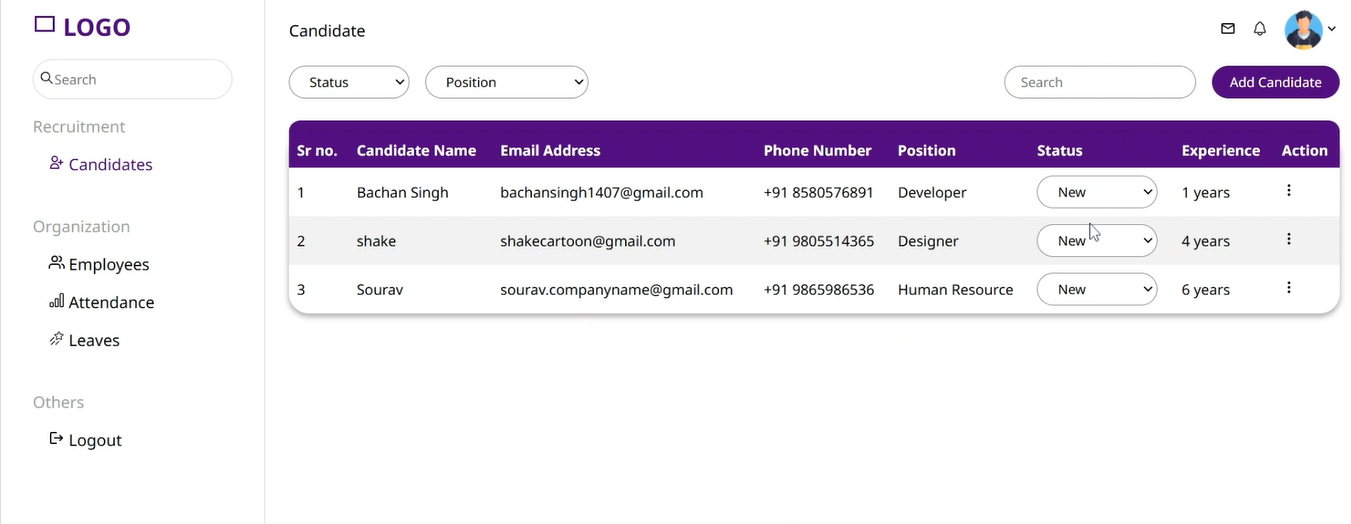 LOGO
Search
Recruitment
Candidates
Organization
Employees
Attendance
Leaves
Others
Logout
Candidate
Status Position Search Add Candidate
Sr no. Candidate Name Email Address Phone Number Position Status Experience Action
1 Bachan Singh bachansingh1407@gmail.com +91 8580576891 Developer New 1 years
2 shake shakecartoon@gmail.com +91 9805514365 Designer New 4 years
3 Sourav sourav.companyname@gmail.com +91 9865986536 Human Resource New 6 years